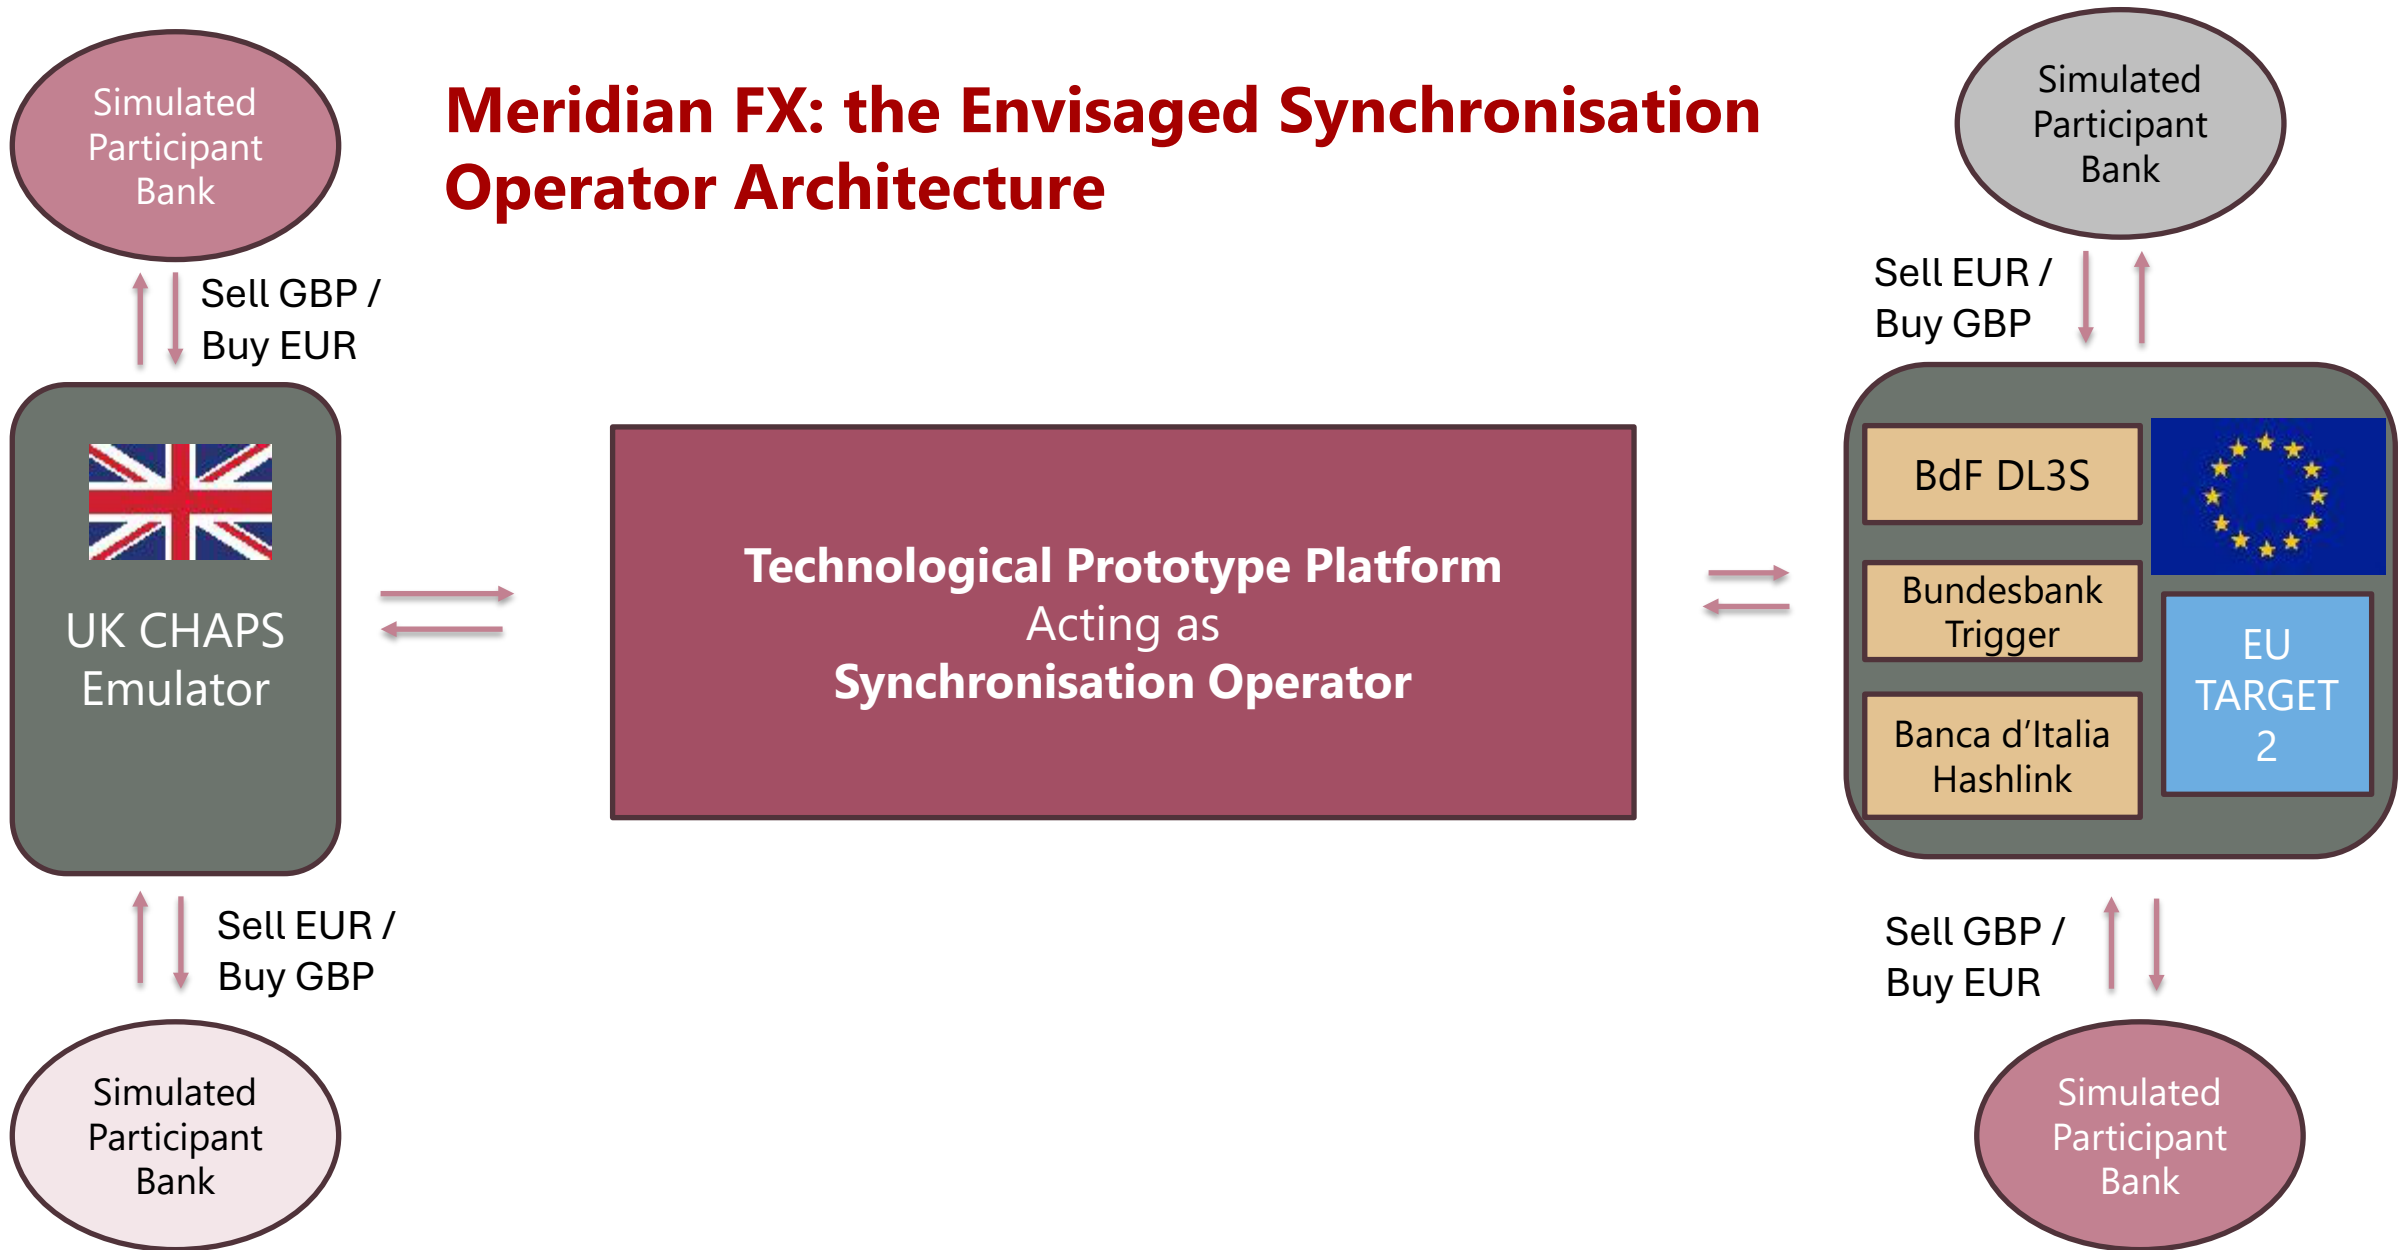 Simulated
Participant
Bank
Meridian FX: the Envisaged Synchronisation
Operator Architecture
Simulated
Participant
Bank
Sell GBP /
Buy EUR
Sell EUR /
Buy GBP
UK CHAPS
Emulator
Technological Prototype Platform
Acting as
Synchronisation Operator
BdF DL3S
Bundesbank
Trigger
Banca d’Italia
Hashlink
EU
TARGET
2
Sell EUR /
Buy GBP
Sell GBP /
Buy EUR
Simulated
Participant
Bank
Simulated
Participant
Bank